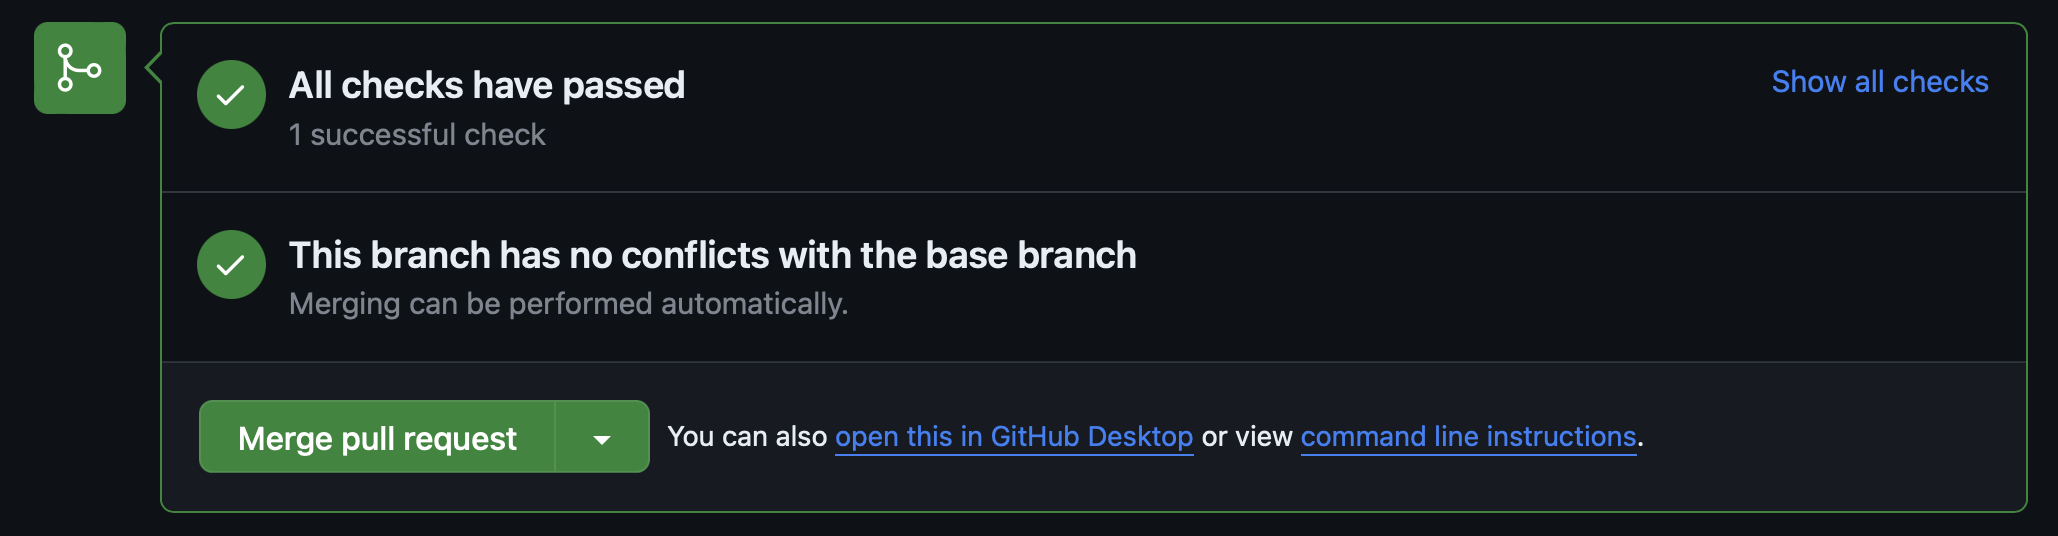 All checks have passed
Show all checks
1 successful check
This branch has no conflicts with the base branch
Merging can be performed automatically.
Merge pull request
You can also open this in GitHub Desktop or view command line instructions.